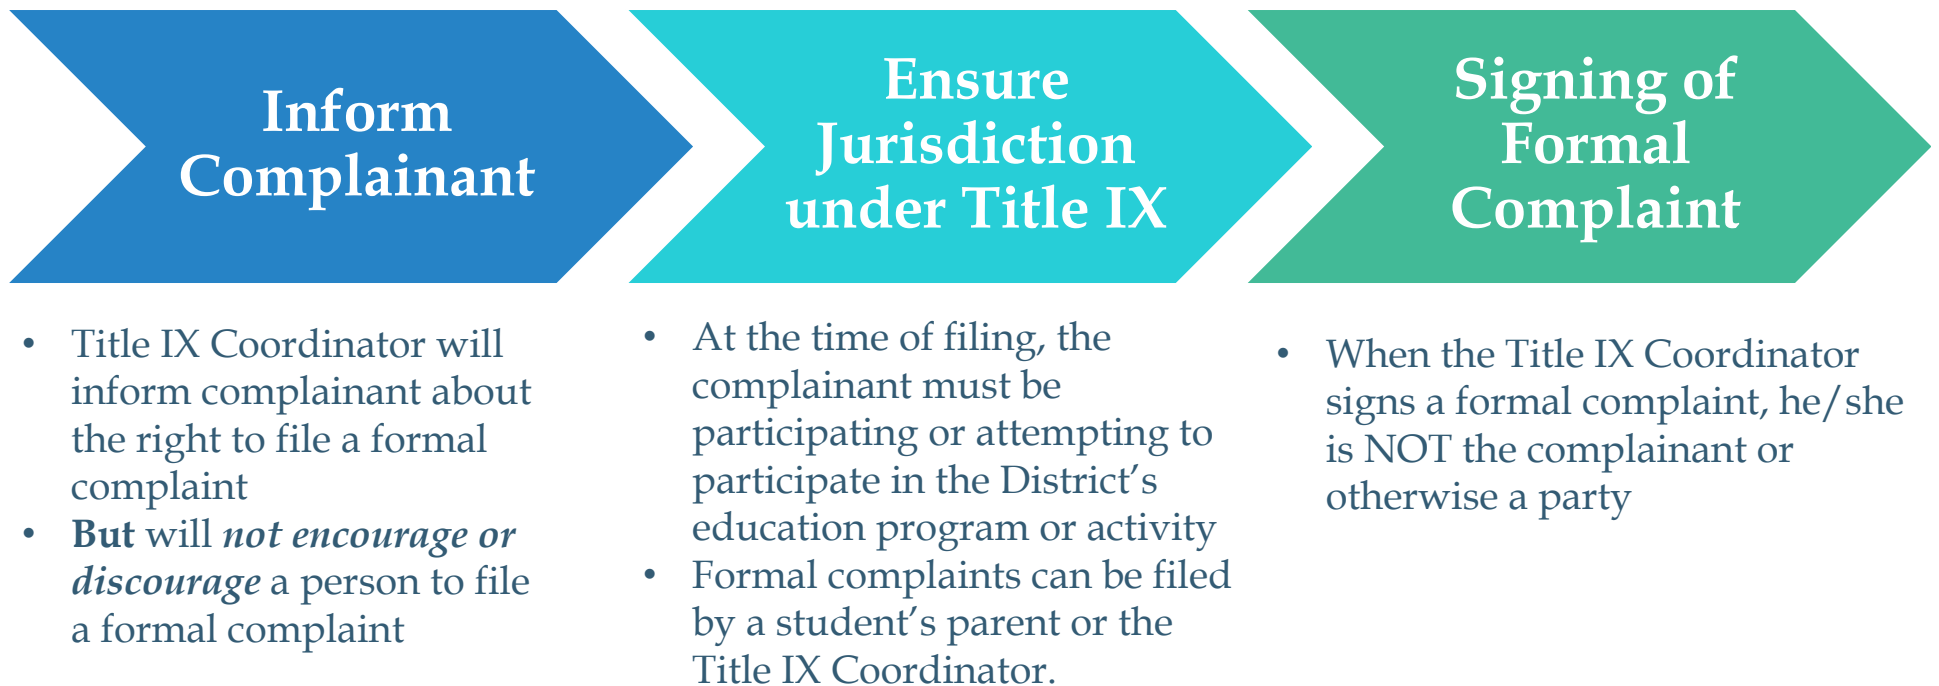 Inform
Complainant
Ensure
Jurisdiction
under Title IX
Signing of
Formal
Complaint
• Title IX Coordinator will
inform complainant about
the right to file a formal
complaint
• But will not encourage or
discourage a person to file
a formal complaint
• At the time of filing, the
complainant must be
participating or attempting to
participate in the District’s
education program or activity
• Formal complaints can be filed
by a student’s parent or the
Title IX Coordinator.
• When the Title IX Coordinator
signs a formal complaint, he/she
is NOT the complainant or
otherwise a party